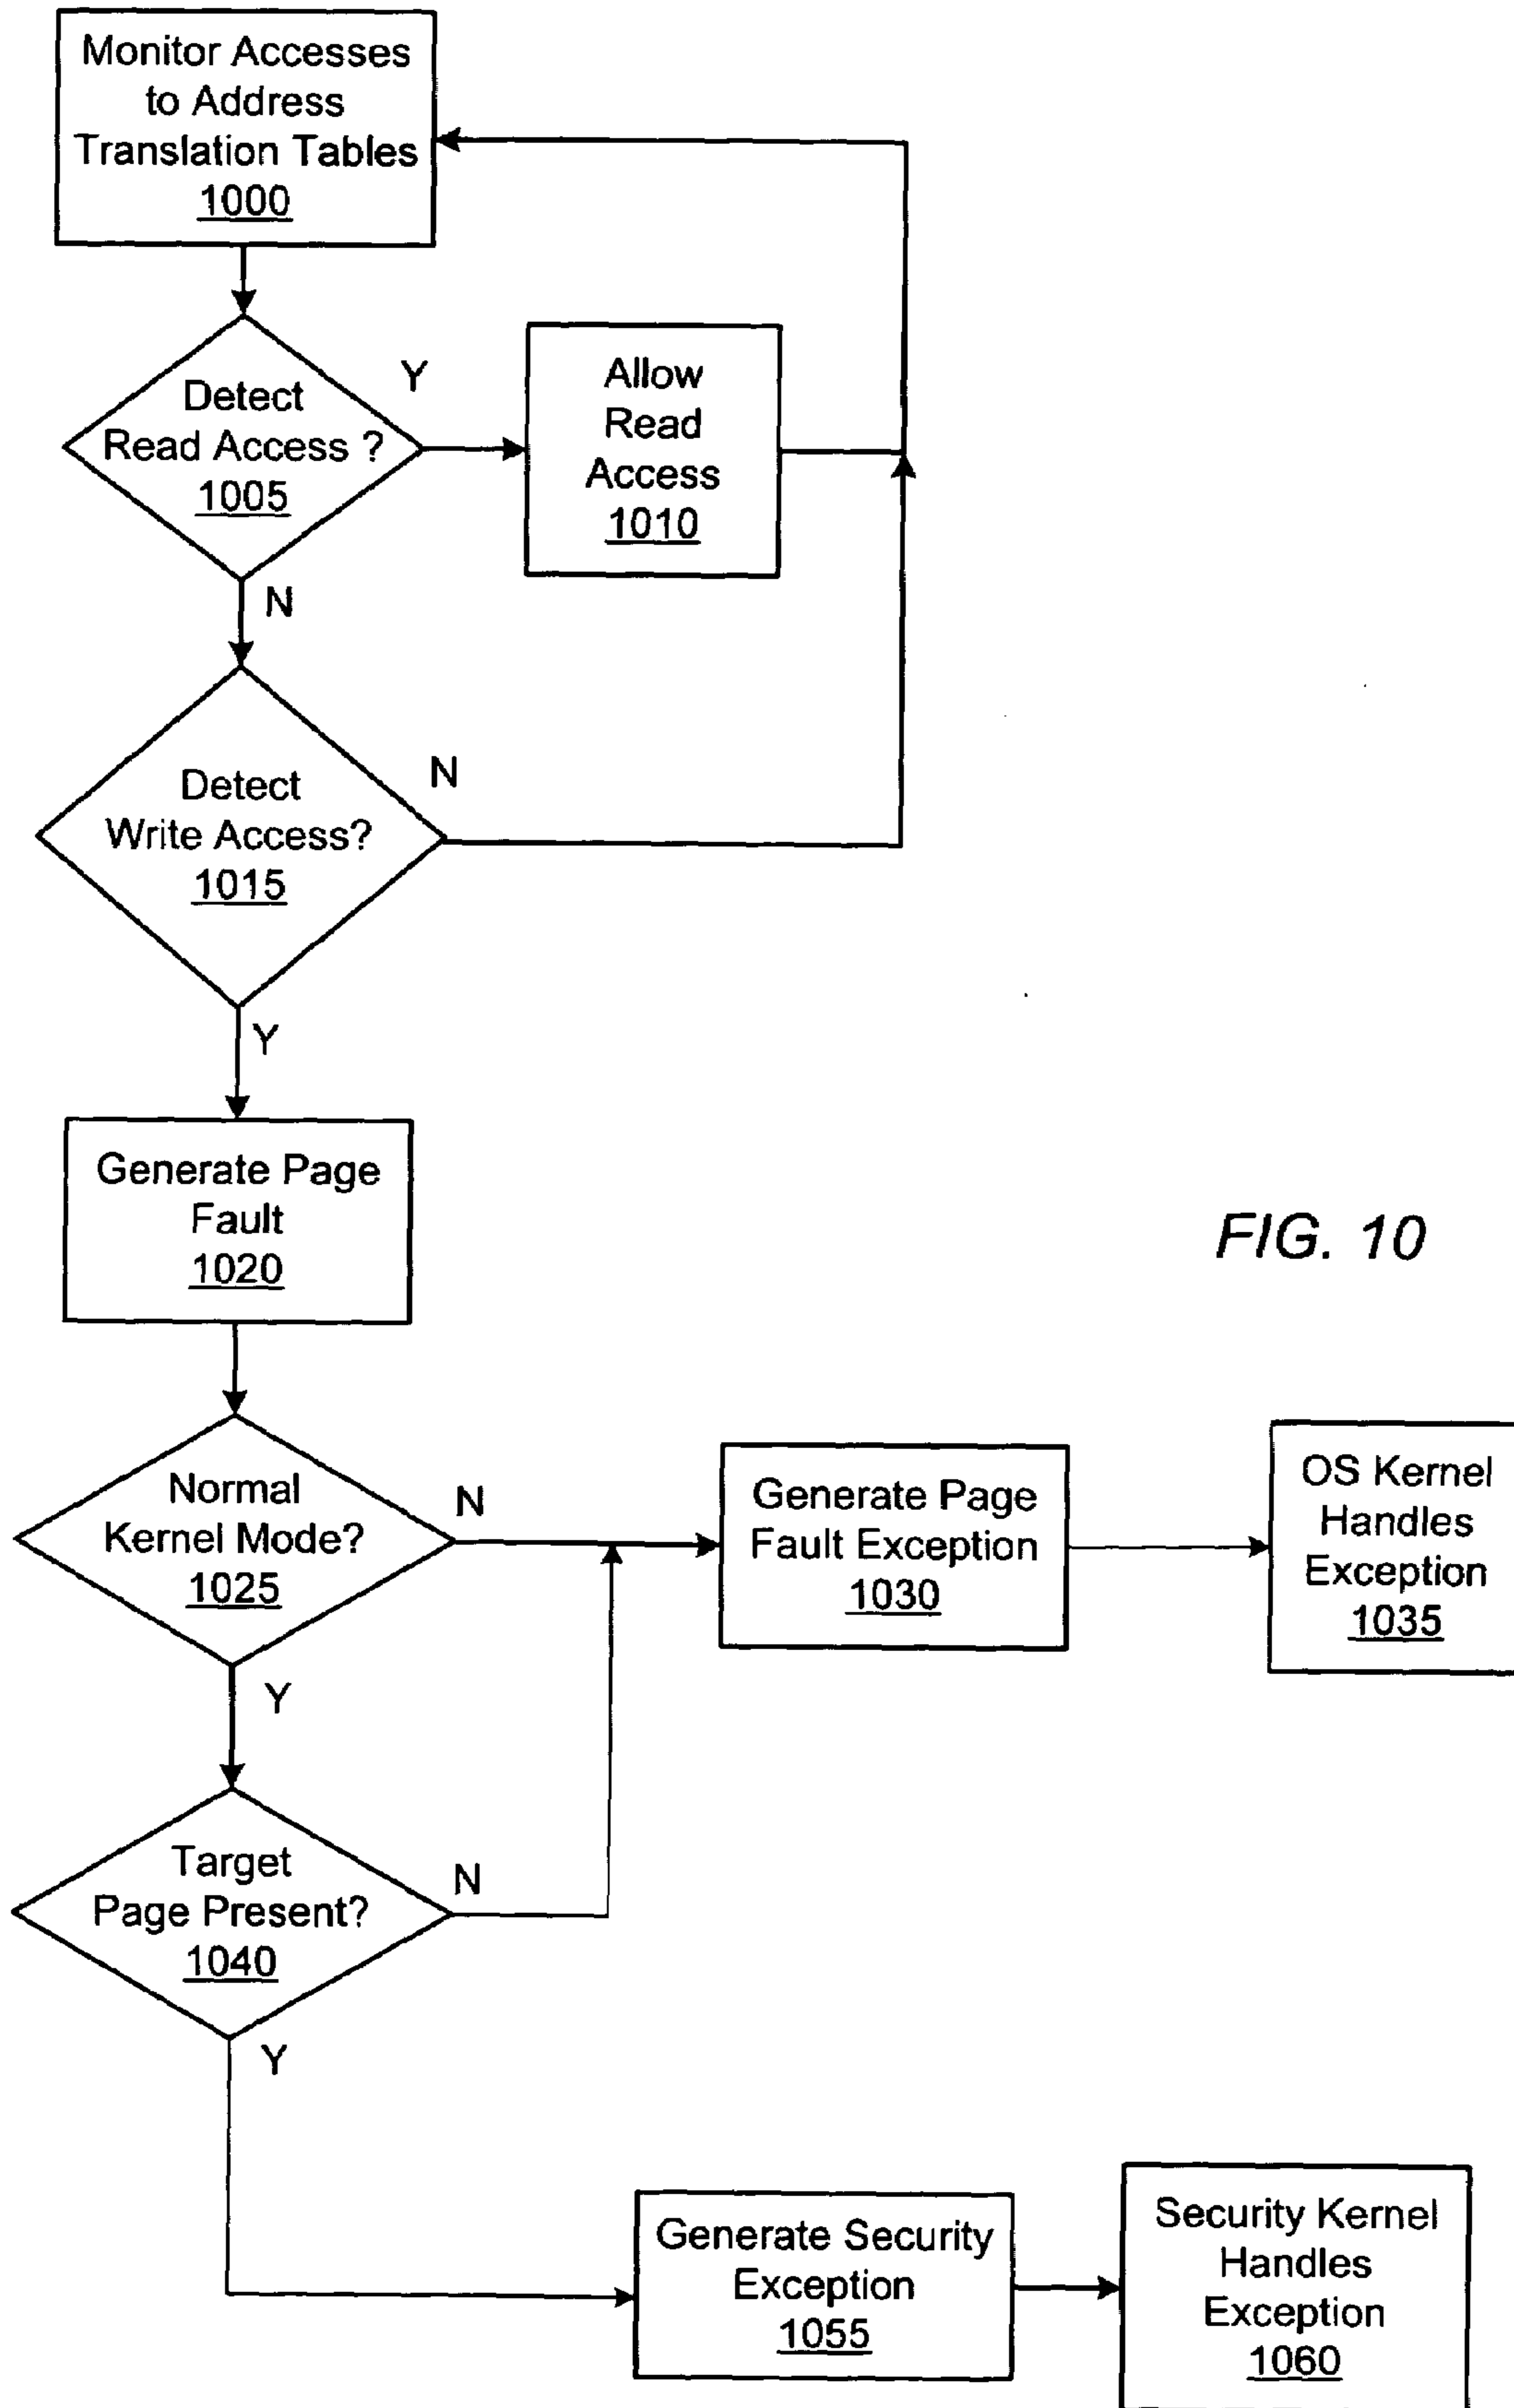 Monitor Accesses
to Address
Translation Tables
1000
Detect
Read Access ?
1005
Y
N
Allow
Read
Access
1010
Detect
Write Access?
1015
N
Y
Generate Page
Fault
1020
FIG. 10
Normal
Kernel Mode?
1025
N
Y
Generate Page
Fault Exception
1030
OS Kernel
Handles
Exception
1035
Target
Page Present?
1040
N
Y
Generate Security
Exception
1055
Security Kernel
Handles
Exception
1060